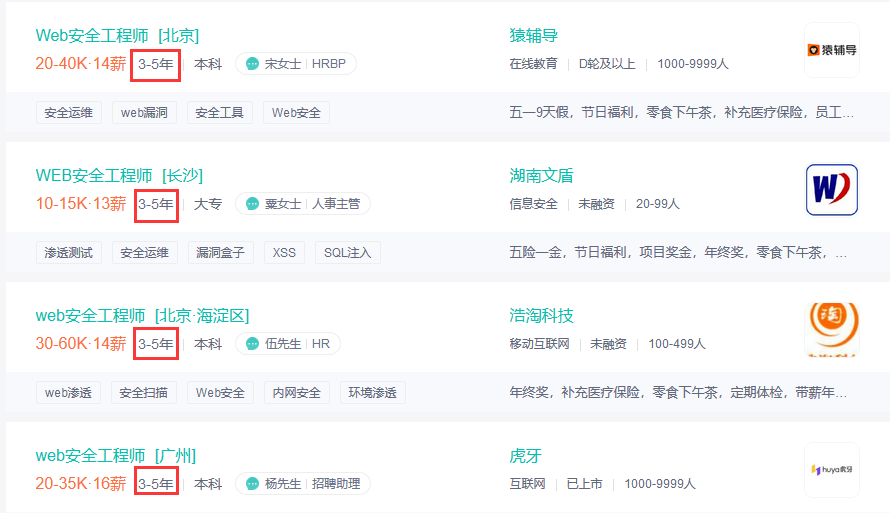 Web安全工程师 [北京] 猿辅导
猿辅导
20-40K·14薪 3-5年 本科 宋女士 HRBP 在线教育 D轮及以上 1000-9999人
安全运维 web漏洞 安全工具 Web安全 五一9天假，节日福利，零食下午茶，补充医疗保险，员工...
WEB安全工程师 [长沙] 湖南文盾
W
10-15K·13薪 3-5年 大专 粟女士 人事主管 信息安全 未融资 20-99人
渗透测试 安全运维 漏洞盒子 XSS SQL注入 五险一金，节日福利，项目奖金，年终奖，零食下午茶，...
web安全工程师 [北京·海淀区] 浩淘科技
淘
30-60K·14薪 3-5年 本科 伍先生 HR 移动互联网 未融资 100-499人
web渗透 安全扫描 Web安全 内网安全 环境渗透 年终奖，补充医疗保险，零食下午茶，定期体检，带薪年...
web安全工程师 [广州] 虎牙
huya虎牙
20-35K·16薪 3-5年 本科 杨先生 招聘助理 互联网 已上市 1000-9999人